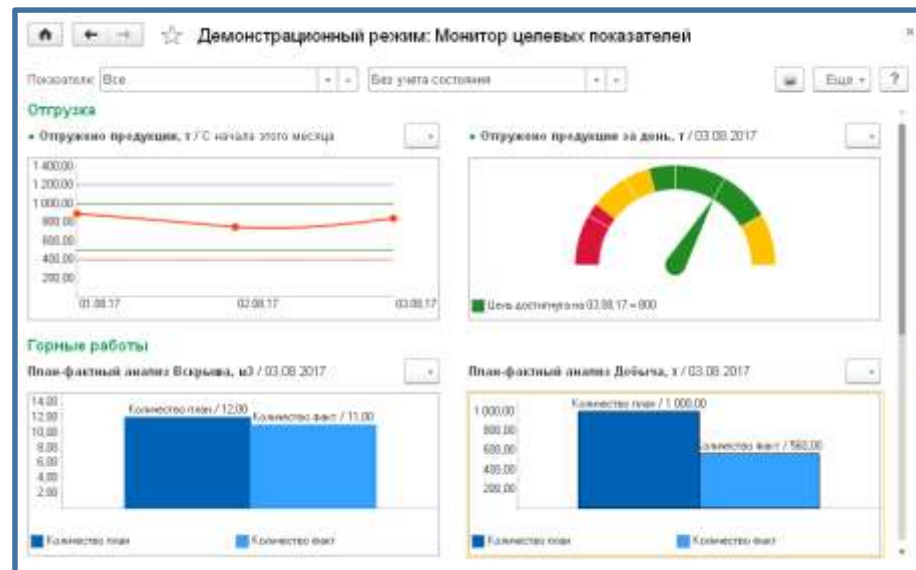 Демонстрационный режим: Монитор целевых показателей
Показатели: Все Без учета состояния Еще ?
Отгрузка
Отгружено продукции, т / С начала этого месяца
Отгружено продукции за день, т / 03.08.2017
1 400,00
1 200,00
1 000,00
800,00
600,00
400,00
200,00
01.08.17 02.08.17 03.08.17
Цель достигнута на 03.08.17 = 800
Горные работы
План-фактный анализ Вскрыша, м3 / 03.08.2017
План-фактный анализ Добыча, т / 03.08.2017
14,00
12,00
10,00
8,00
6,00
4,00
2,00
Количество план / 12,00
Количество факт / 11,00
Количество план Количество факт
1 000,00
800,00
600,00
400,00
200,00
Количество план / 1 000,00
Количество факт / 560,00
Количество план Количество факт